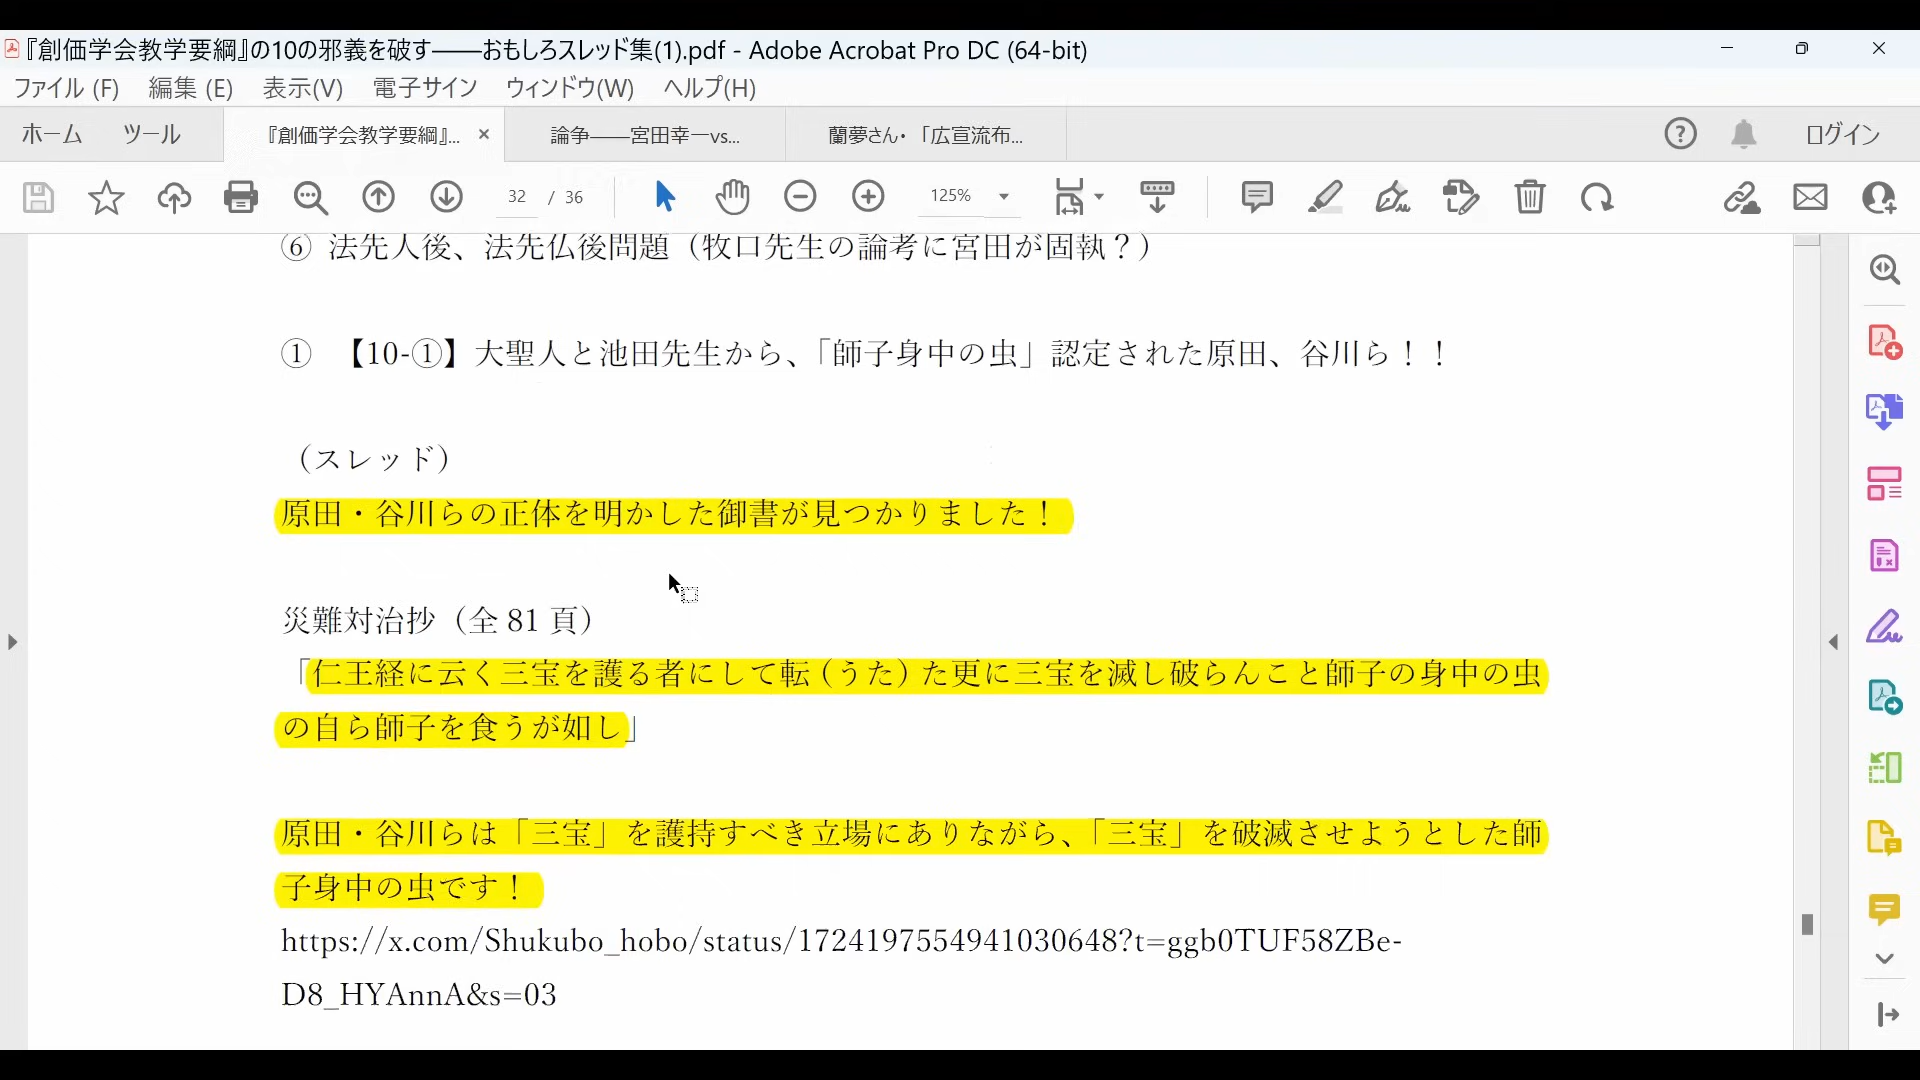 『創価学会教学要綱』の10の邪義を破す――おもしろスレッド集(1).pdf - Adobe Acrobat Pro DC (64-bit)
ファイル (F) 編集 (E) 表示(V) 電子サイン ウィンドウ(W) ヘルプ(H)
ホーム ツール 『創価学会教学要綱』... × 論争――宮田幸一vs... 蘭夢さん・「広宣流布... ログイン
32 / 36 125%
⑥ 法先人後、法先仏後問題（牧口先生の論考に宮田が固執？）
① 【10-①】大聖人と池田先生から、「師子身中の虫」認定された原田、谷川ら！！
（スレッド）
原田・谷川らの正体を明かした御書が見つかりました！
災難対治抄（全 81 頁）
「仁王経に云く三宝を護る者にして転（うた）た更に三宝を滅し破らんこと師子の身中の虫
の自ら師子を食うが如し」
原田・谷川らは「三宝」を護持すべき立場にありながら、「三宝」を破滅させようとした師
子身中の虫です！
https://x.com/Shukubo_hobo/status/1724197554941030648?t=ggb0TUF58ZBe-
D8_HYAnnA&s=03